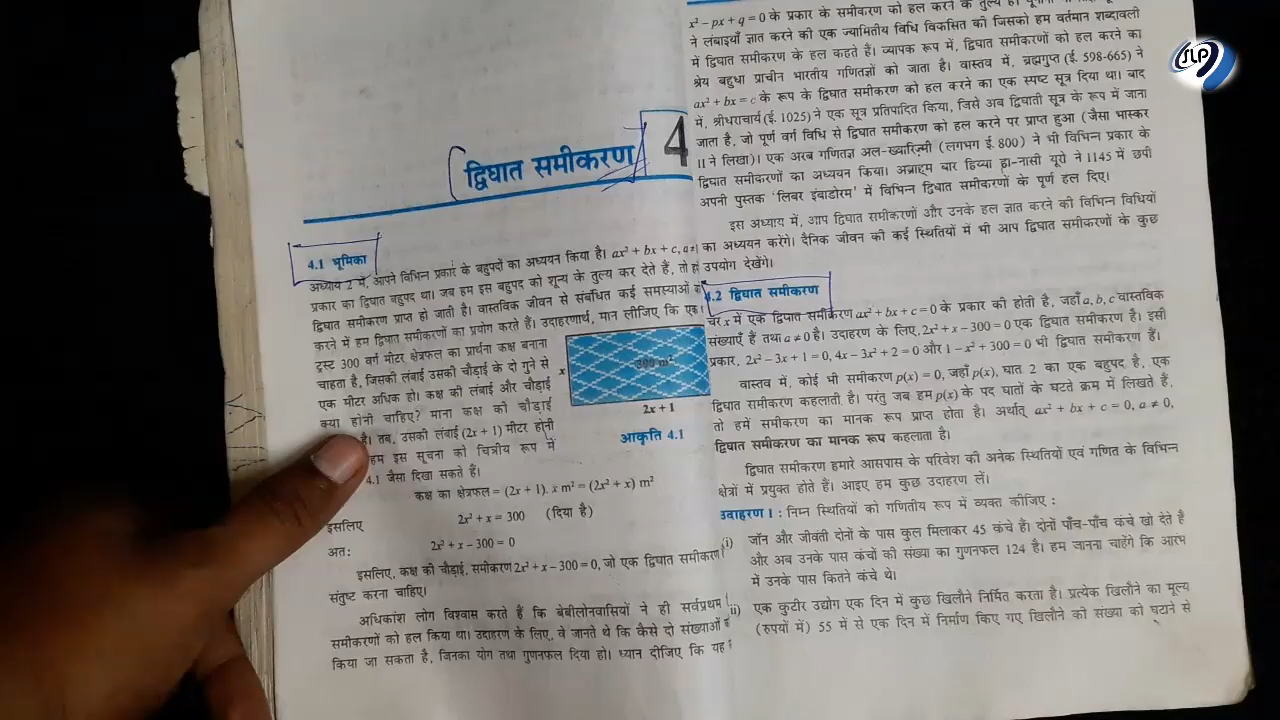 द्विघात समीकरण
4
4.1 भूमिका
अध्याय 2 में, आपने विभिन्न प्रकार के बहुपदों का अध्ययन किया है। ax² + bx + c, a ≠
प्रकार का द्विघात बहुपद था। जब हम इस बहुपद को शून्य के तुल्य कर देते हैं, तो
द्विघात समीकरण प्राप्त हो जाती है। वास्तविक जीवन से संबंधित कई समस्याओं
करने में हम द्विघात समीकरणों का प्रयोग करते हैं। उदाहरणार्थ, मान लीजिए कि एक
ट्रस्ट 300 वर्ग मीटर क्षेत्रफल का प्रार्थना कक्ष बनाना
चाहता है, जिसकी लंबाई उसकी चौड़ाई के दो गुने से
एक मीटर अधिक हो। कक्ष की लंबाई और चौड़ाई
क्या होनी चाहिए? माना कक्ष की चौड़ाई
है। तब, उसकी लंबाई (2x + 1) मीटर होनी
हम इस सूचना को चित्रीय रूप में
4.1 जैसा दिखा सकते हैं।
300 m²
x
2x + 1
आकृति 4.1
कक्ष का क्षेत्रफल = (2x + 1). x m² = (2x² + x) m²
इसलिए 2x² + x = 300 (दिया है)
अतः 2x² + x – 300 = 0
इसलिए, कक्ष की चौड़ाई, समीकरण 2x² + x – 300 = 0, जो एक द्विघात समीकरण
संतुष्ट करना चाहिए।
अधिकांश लोग विश्वास करते हैं कि बेबीलोनवासियों ने ही सर्वप्रथम
समीकरणों को हल किया था। उदाहरण के लिए, वे जानते थे कि कैसे दो संख्याओं
किया जा सकता है, जिनका योग तथा गुणनफल दिया हो। ध्यान दीजिए कि यह
x² – px + q = 0 के प्रकार के समीकरण को हल करने के तुल्य है।
ने लंबाइयाँ ज्ञात करने की एक ज्यामितीय विधि विकसित की जिसको हम वर्तमान शब्दावली
में द्विघात समीकरण के हल कहते हैं। व्यापक रूप में, द्विघात समीकरणों को हल करने का
श्रेय बहुधा प्राचीन भारतीय गणितज्ञों को जाता है। वास्तव में, ब्रह्मगुप्त (ई. 598-665) ने
ax² + bx = c के रूप के द्विघात समीकरण को हल करने का एक स्पष्ट सूत्र दिया था। बाद
में, श्रीधराचार्य (ई. 1025) ने एक सूत्र प्रतिपादित किया, जिसे अब द्विघाती सूत्र के रूप में जाना
जाता है, जो पूर्ण वर्ग विधि से द्विघात समीकरण को हल करने पर प्राप्त हुआ (जैसा भास्कर
II ने लिखा)। एक अरब गणितज्ञ अल-ख्वारिज़्मी (लगभग ई. 800) ने भी विभिन्न प्रकार के
द्विघात समीकरणों का अध्ययन किया। अब्राह्म बार हिय्या हा-नासी यूरो ने 1145 में छपी
अपनी पुस्तक ‘लिबर इंबाडोरम’ में विभिन्न द्विघात समीकरणों के पूर्ण हल दिए।
इस अध्याय में, आप द्विघात समीकरणों और उनके हल ज्ञात करने की विभिन्न विधियों
का अध्ययन करेंगे। दैनिक जीवन की कई स्थितियों में भी आप द्विघात समीकरणों के कुछ
उपयोग देखेंगे।
4.2 द्विघात समीकरण
चर x में एक द्विघात समीकरण ax² + bx + c = 0 के प्रकार की होती है, जहाँ a, b, c वास्तविक
संख्याएँ हैं तथा a ≠ 0 है। उदाहरण के लिए, 2x² + x – 300 = 0 एक द्विघात समीकरण है। इसी
प्रकार, 2x² – 3x + 1 = 0, 4x – 3x² + 2 = 0 और 1 – x² + 300 = 0 भी द्विघात समीकरण हैं।
वास्तव में, कोई भी समीकरण p(x) = 0, जहाँ p(x), घात 2 का एक बहुपद है, एक
द्विघात समीकरण कहलाती है। परंतु जब हम p(x) के पद घातों के घटते क्रम में लिखते हैं,
तो हमें समीकरण का मानक रूप प्राप्त होता है। अर्थात् ax² + bx + c = 0, a ≠ 0,
द्विघात समीकरण का मानक रूप कहलाता है।
द्विघात समीकरण हमारे आसपास के परिवेश की अनेक स्थितियों एवं गणित के विभिन्न
क्षेत्रों में प्रयुक्त होते हैं। आइए हम कुछ उदाहरण लें।
उदाहरण 1 : निम्न स्थितियों को गणितीय रूप में व्यक्त कीजिए :
(i) जॉन और जीवंती दोनों के पास कुल मिलाकर 45 कंचे हैं। दोनों पाँच-पाँच कंचे खो देते हैं
और अब उनके पास कंचों की संख्या का गुणनफल 124 है। हम जानना चाहेंगे कि आरंभ
में उनके पास कितने कंचे थे।
ii) एक कुटीर उद्योग एक दिन में कुछ खिलौने निर्मित करता है। प्रत्येक खिलौने का मूल्य
(रुपयों में) 55 में से एक दिन में निर्माण किए गए खिलौने की संख्या को घटाने से
SLP